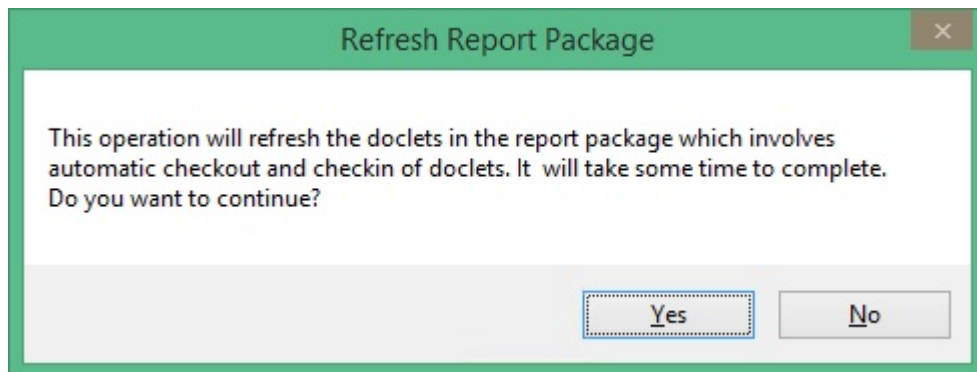 Refresh Report Package
This operation will refresh the doclets in the report package which involves
automatic checkout and checkin of doclets. It  will take some time to complete.
Do you want to continue?
Yes
No